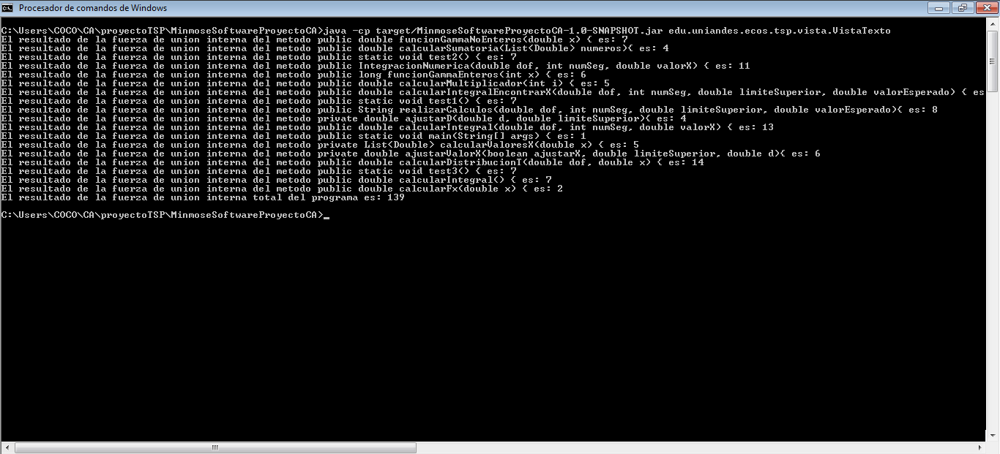 Procesador de comandos de Windows
C:\Users\COCO\CA\proyectoTSP\MinmoseSoftwareProyectoCA>java -cp target/MinmoseSoftwareProyectoCA-1.0-SNAPSHOT.jar edu.uniandes.ecos.tsp.vista.VistaTexto
El resultado de la fuerza de union interna del metodo public double funcionGammaNoEnteros(double x) { es: 7
El resultado de la fuerza de union interna del metodo public double calcularSumatoria(List<Double> numeros){ es: 4
El resultado de la fuerza de union interna del metodo public static void test2() { es: 7
El resultado de la fuerza de union interna del metodo public IntegracionNumerica(double dof, int numSeg, double valorX) { es: 11
El resultado de la fuerza de union interna del metodo public long funcionGammaEnteros(int x) { es: 6
El resultado de la fuerza de union interna del metodo public double calcularMultiplicador(int i) { es: 5
El resultado de la fuerza de union interna del metodo public double calcularIntegralEncontrarX(double dof, int numSeg, double limiteSuperior, double valorEsperado) { es
El resultado de la fuerza de union interna del metodo public static void test1() { es: 7
El resultado de la fuerza de union interna del metodo public String realizarCalculos(double dof, int numSeg, double limiteSuperior, double valorEsperado){ es: 8
El resultado de la fuerza de union interna del metodo private double ajustarD(double d, double limiteSuperior){ es: 4
El resultado de la fuerza de union interna del metodo public double calcularIntegral(double dof, int numSeg, double valorX) { es: 13
El resultado de la fuerza de union interna del metodo public static void main(String[] args) { es: 1
El resultado de la fuerza de union interna del metodo private List<Double> calcularValoresX(double x) { es: 5
El resultado de la fuerza de union interna del metodo private double ajustarValorX(boolean ajustarX, double limiteSuperior, double d){ es: 6
El resultado de la fuerza de union interna del metodo public double calcularDistribucionT(double dof, double x) { es: 14
El resultado de la fuerza de union interna del metodo public static void test3() { es: 7
El resultado de la fuerza de union interna del metodo public double calcularIntegral() { es: 7
El resultado de la fuerza de union interna del metodo public double calcularFx(double x) { es: 2
El resultado de la fuerza de union interna total del programa es: 139
C:\Users\COCO\CA\proyectoTSP\MinmoseSoftwareProyectoCA>_